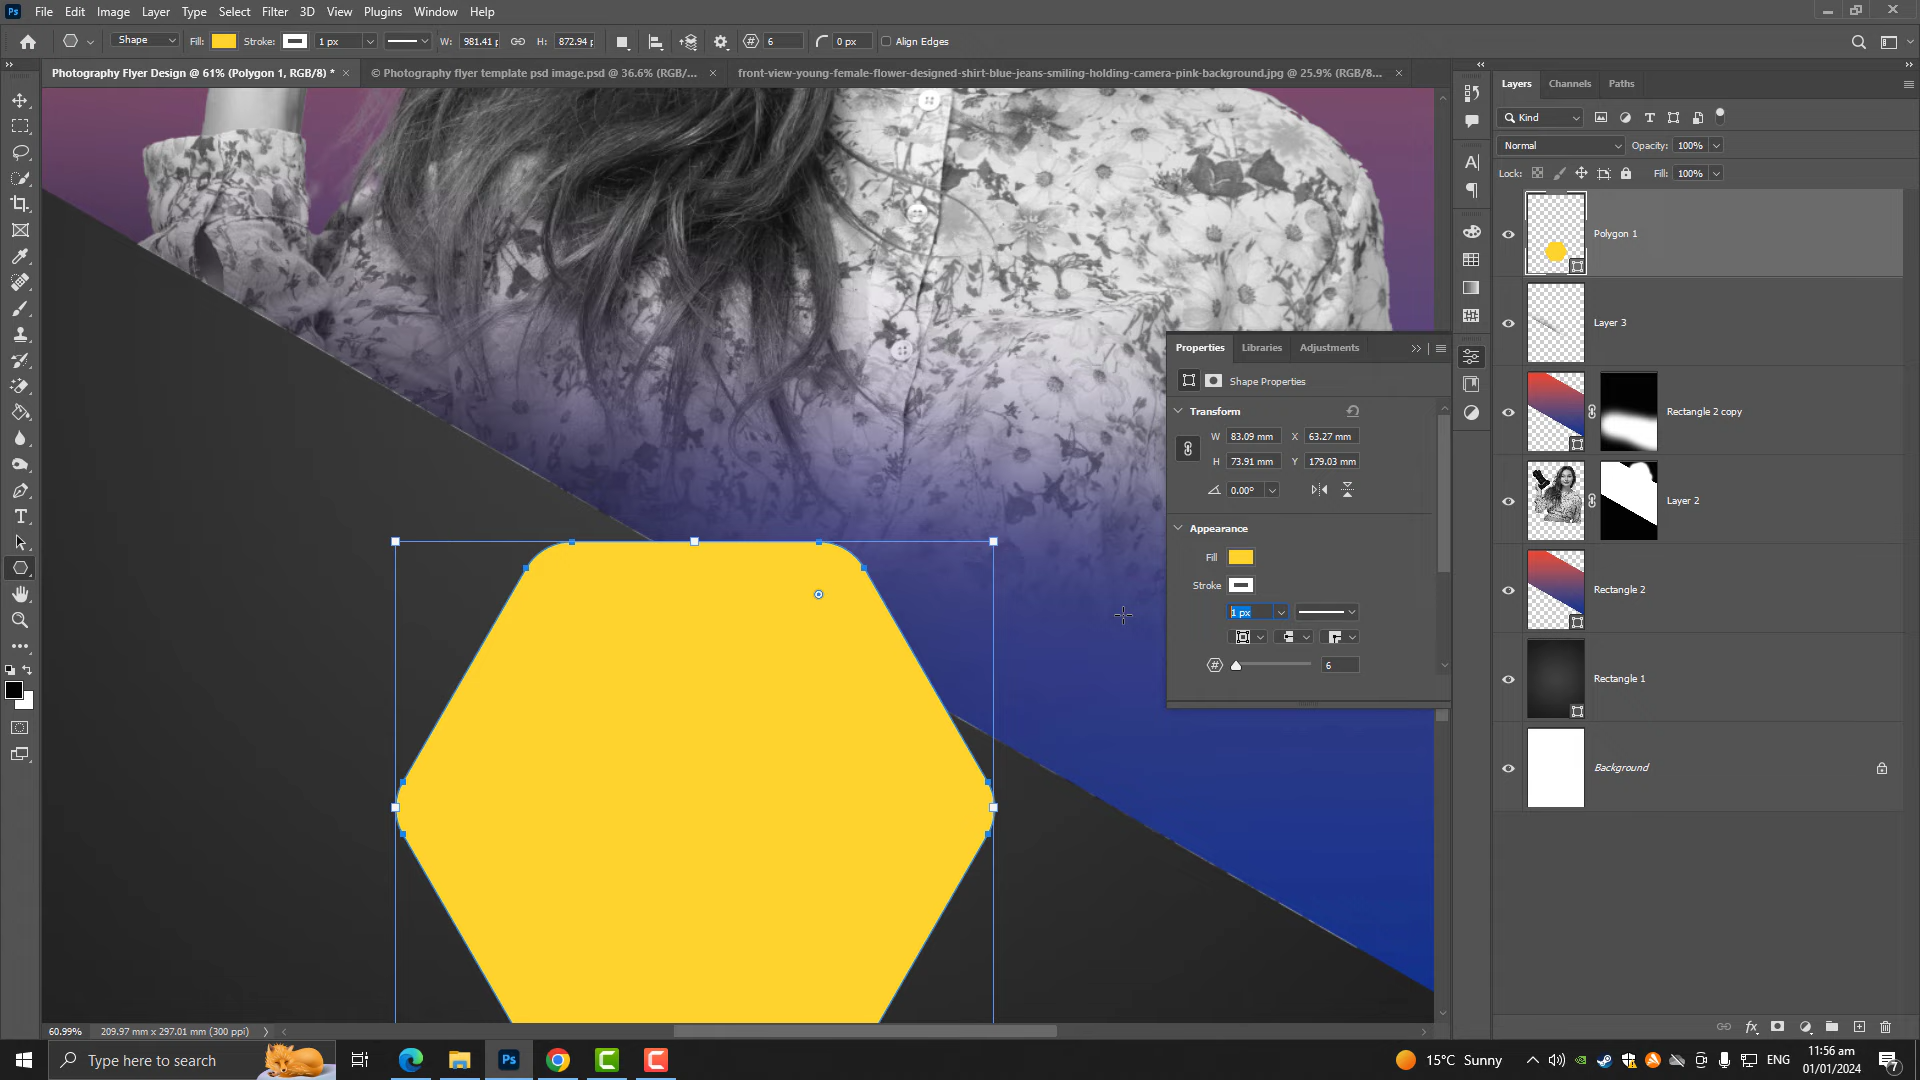 Ps File Edit Image Layer Type Select Filter 3D View Plugins Window Help
Shape Fill: Stroke: 1 px W: 981.41 p H: 872.94 p 6 0 px Align Edges
Photography Flyer Design @ 61% (Polygon 1, RGB/8) * × © Photography flyer template psd image.psd @ 36.6% (RGB/... × front-view-young-female-flower-designed-shirt-blue-jeans-smiling-holding-camera-pink-background.jpg @ 25.9% (RGB/8... ×
Layers Channels Paths
Kind
Normal Opacity: 100%
Lock: Fill: 100%
Polygon 1
Layer 3
Rectangle 2 copy
Layer 2
Rectangle 2
Rectangle 1
Background
Properties Libraries Adjustments
Shape Properties
Transform
W 83.09 mm X 63.27 mm
H 73.91 mm Y 179.03 mm
0.00°
Appearance
Fill
Stroke
1 px
6
60.99% 209.97 mm x 297.01 mm (300 ppi)
Type here to search Ps 15°C Sunny ENG 11:56 am
01/01/2024
7